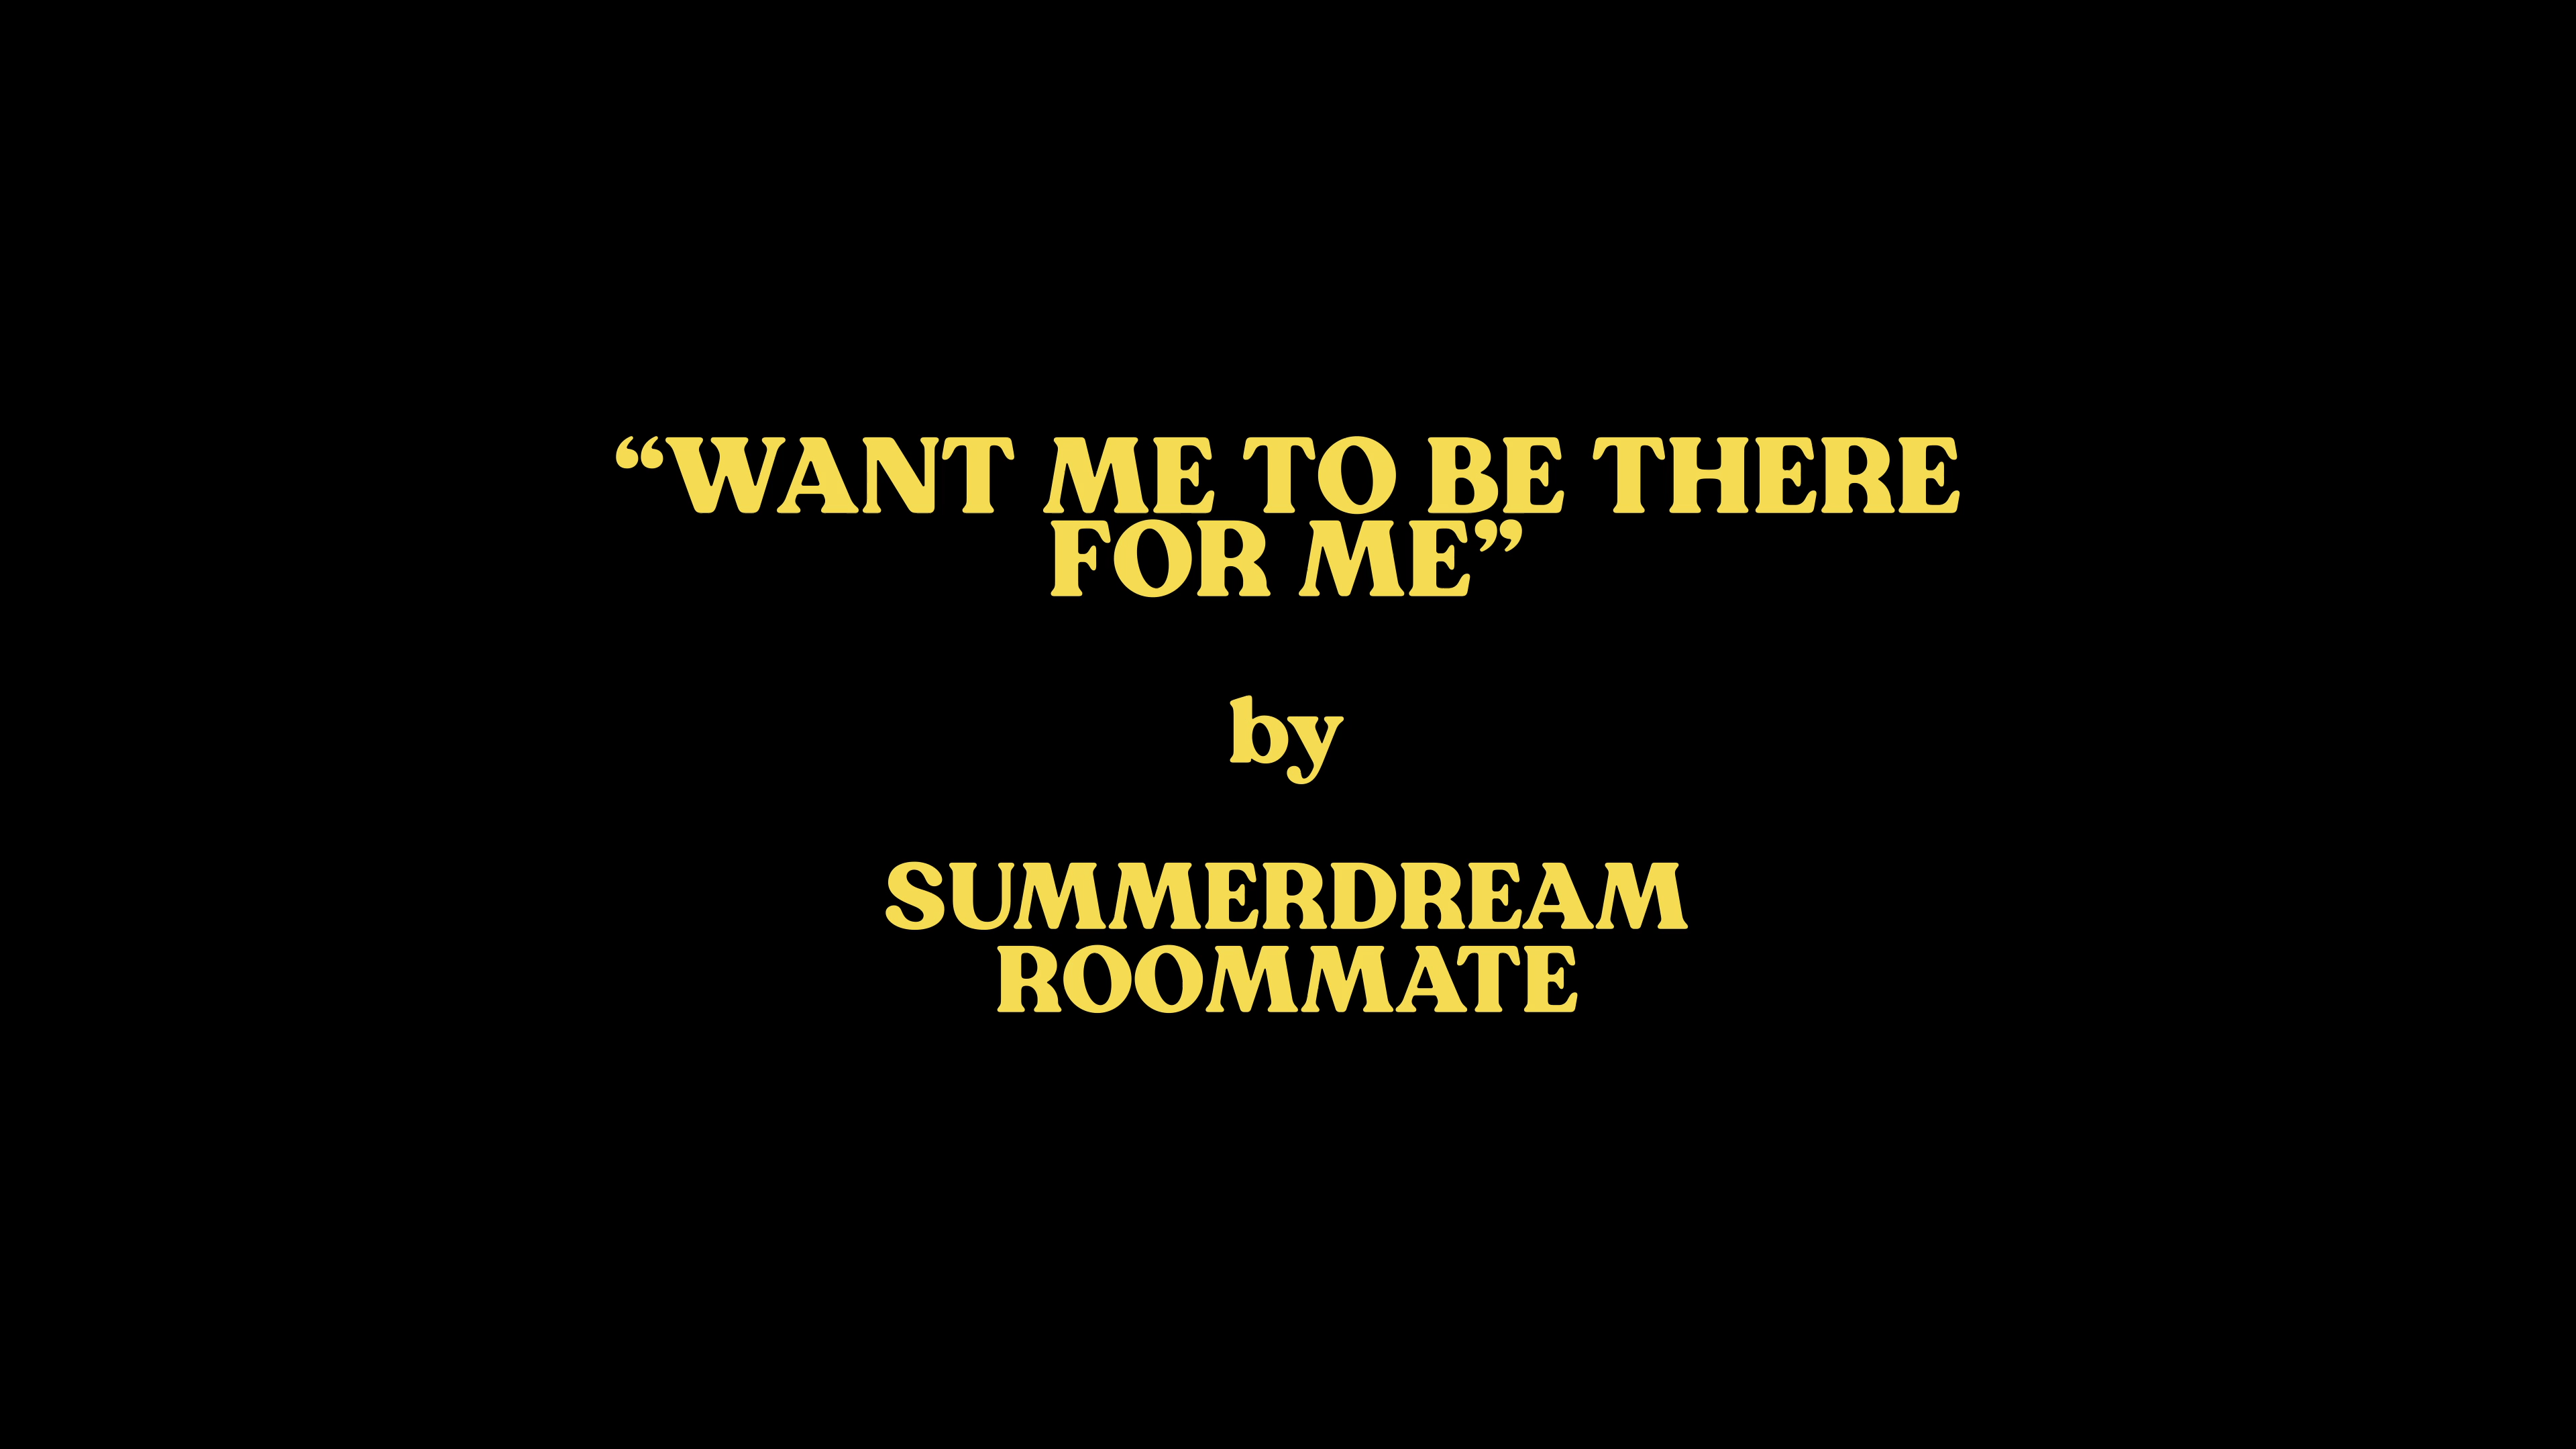 “WANT ME TO BE THERE
FOR ME”
by
SUMMERDREAM
ROOMMATE